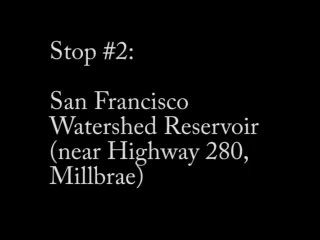 Stop #2:
San Francisco
Watershed Reservoir
(near Highway 280,
Millbrae)